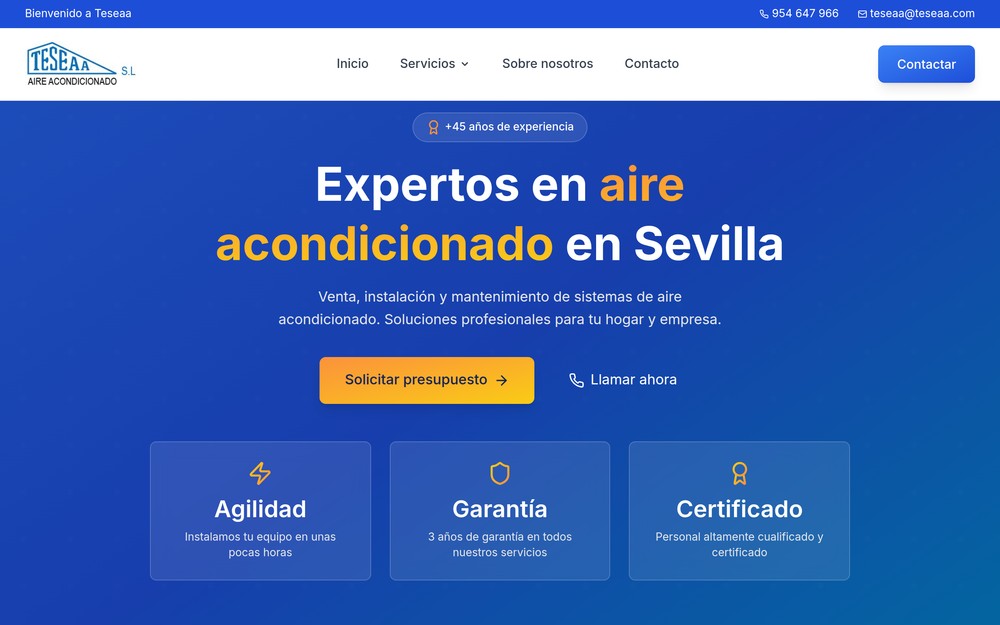 Bienvenido a Teseaa
954 647 966
teseaa@teseaa.com
TESEAA S.L
AIRE ACONDICIONADO
Inicio
Servicios
Sobre nosotros
Contacto
Contactar
+45 años de experiencia
Expertos en aire
acondicionado en Sevilla
Venta, instalación y mantenimiento de sistemas de aire
acondicionado. Soluciones profesionales para tu hogar y empresa.
Solicitar presupuesto
Llamar ahora
Agilidad
Instalamos tu equipo en unas
pocas horas
Garantía
3 años de garantía en todos
nuestros servicios
Certificado
Personal altamente cualificado y
certificado